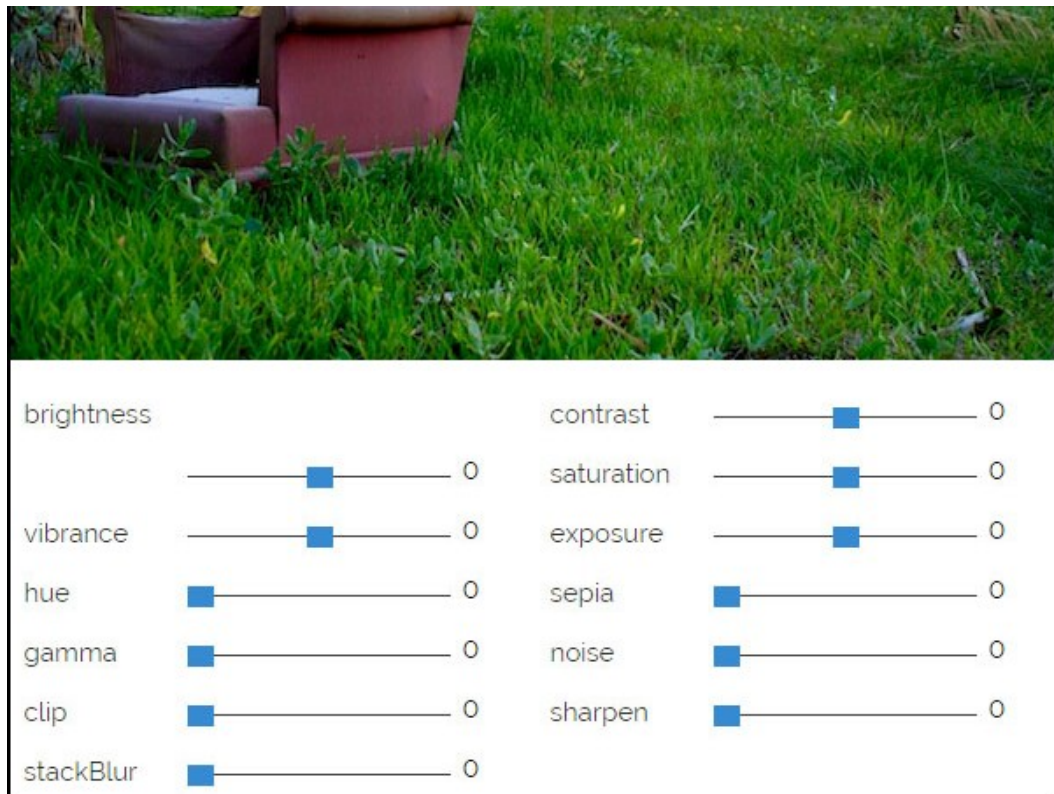 brightness contrast 0
0 saturation 0
vibrance 0 exposure 0
hue 0 sepia 0
gamma 0 noise 0
clip 0 sharpen 0
stackBlur 0